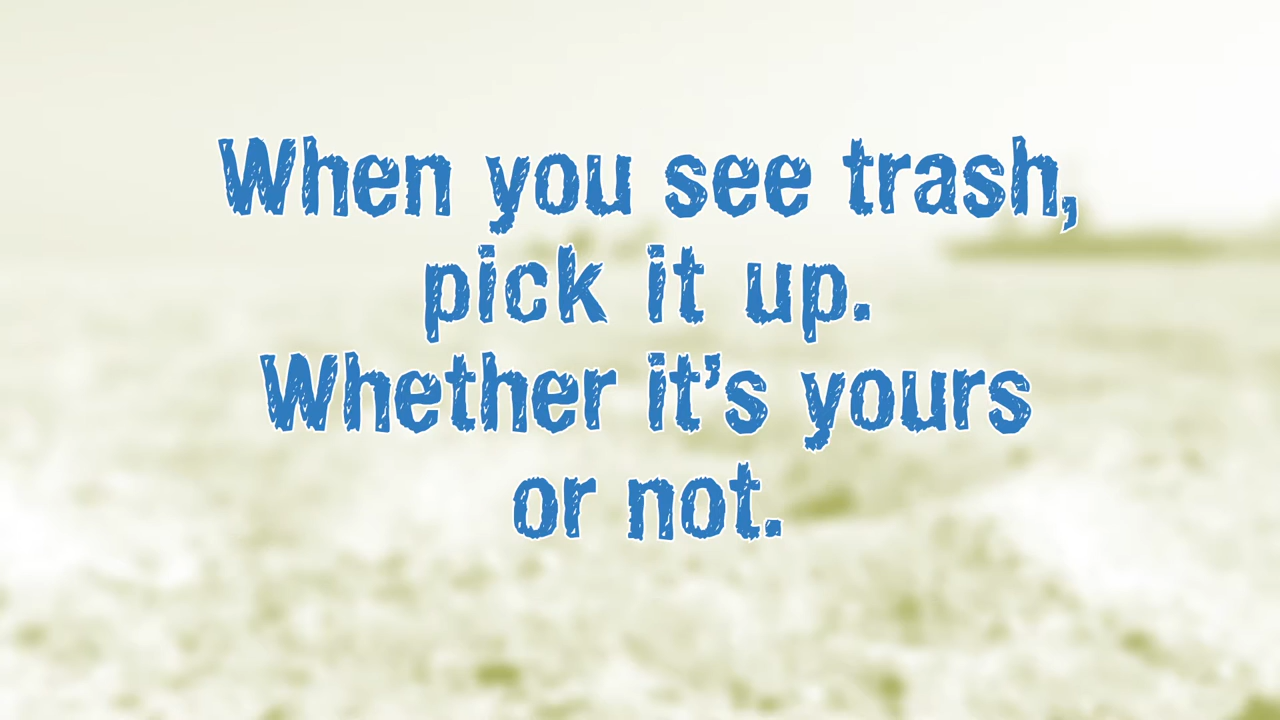 When you see trash,
pick it up.
Whether it’s yours
or not.